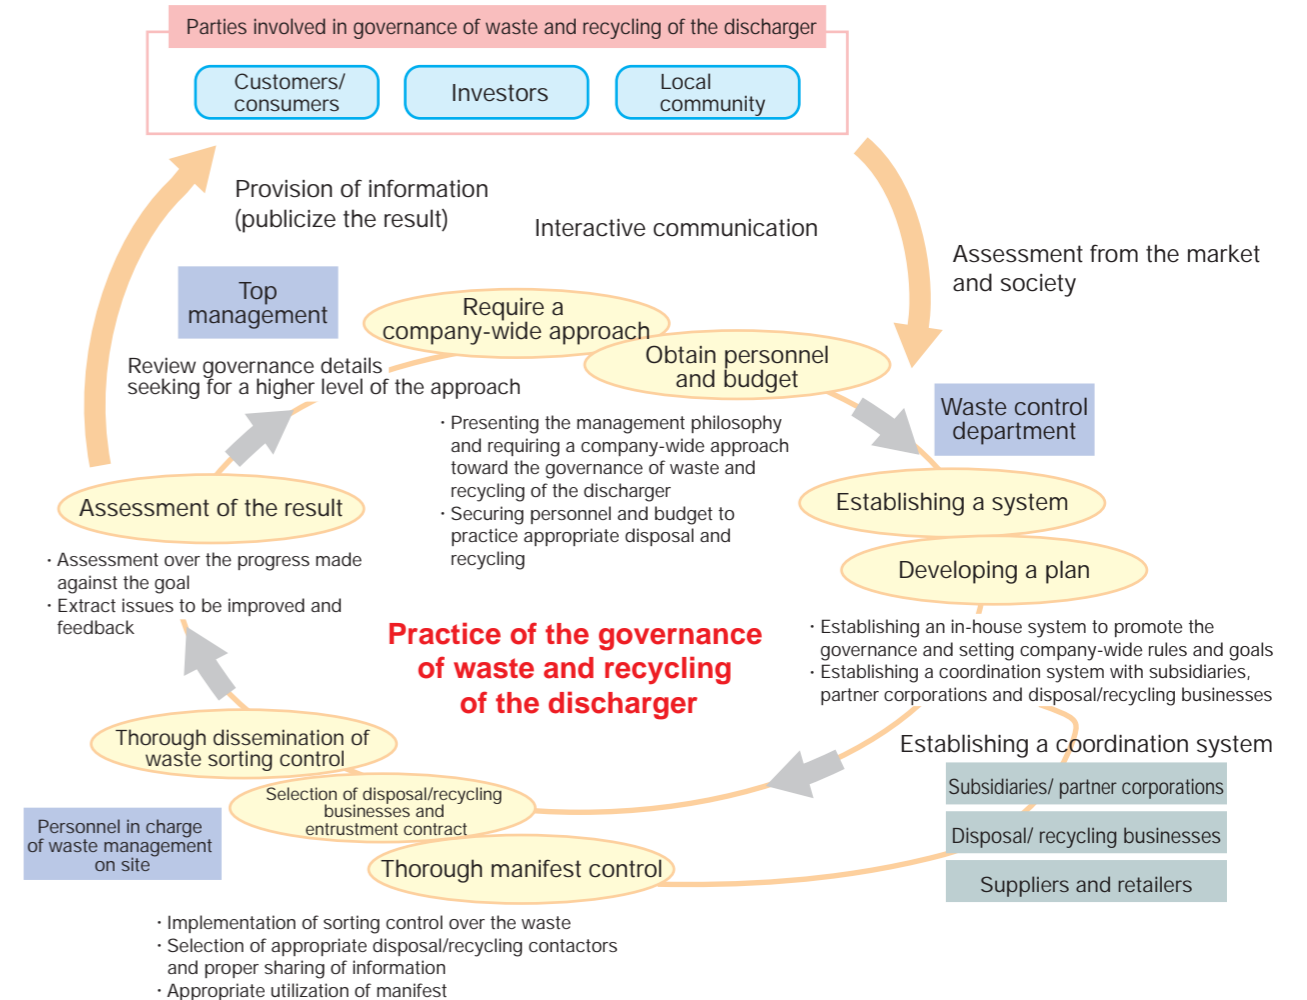 Parties involved in governance of waste and recycling of the discharger
Customers/
consumers
Investors
Local
community
Provision of information
(publicize the result)
Interactive communication
Assessment from the market
and society
Top
management
Require a
company-wide approach
Obtain personnel
and budget
Review governance details
seeking for a higher level of the approach
Waste control
department
・Presenting the management philosophy
and requiring a company-wide approach
toward the governance of waste and
recycling of the discharger
・Securing personnel and budget to
practice appropriate disposal and
recycling
Assessment of the result
Establishing a system
Developing a plan
・Assessment over the progress made
against the goal
・Extract issues to be improved and
feedback
Practice of the governance
of waste and recycling
of the discharger
・Establishing an in-house system to promote the
governance and setting company-wide rules and goals
・Establishing a coordination system with subsidiaries,
partner corporations and disposal/recycling businesses
Thorough dissemination of
waste sorting control
Establishing a coordination system
Subsidiaries/ partner corporations
Disposal/ recycling businesses
Suppliers and retailers
Selection of disposal/recycling
businesses and
entrustment contract
Personnel in charge
of waste management
on site
Thorough manifest control
・Implementation of sorting control over the waste
・Selection of appropriate disposal/recycling contactors
and proper sharing of information
・Appropriate utilization of manifest